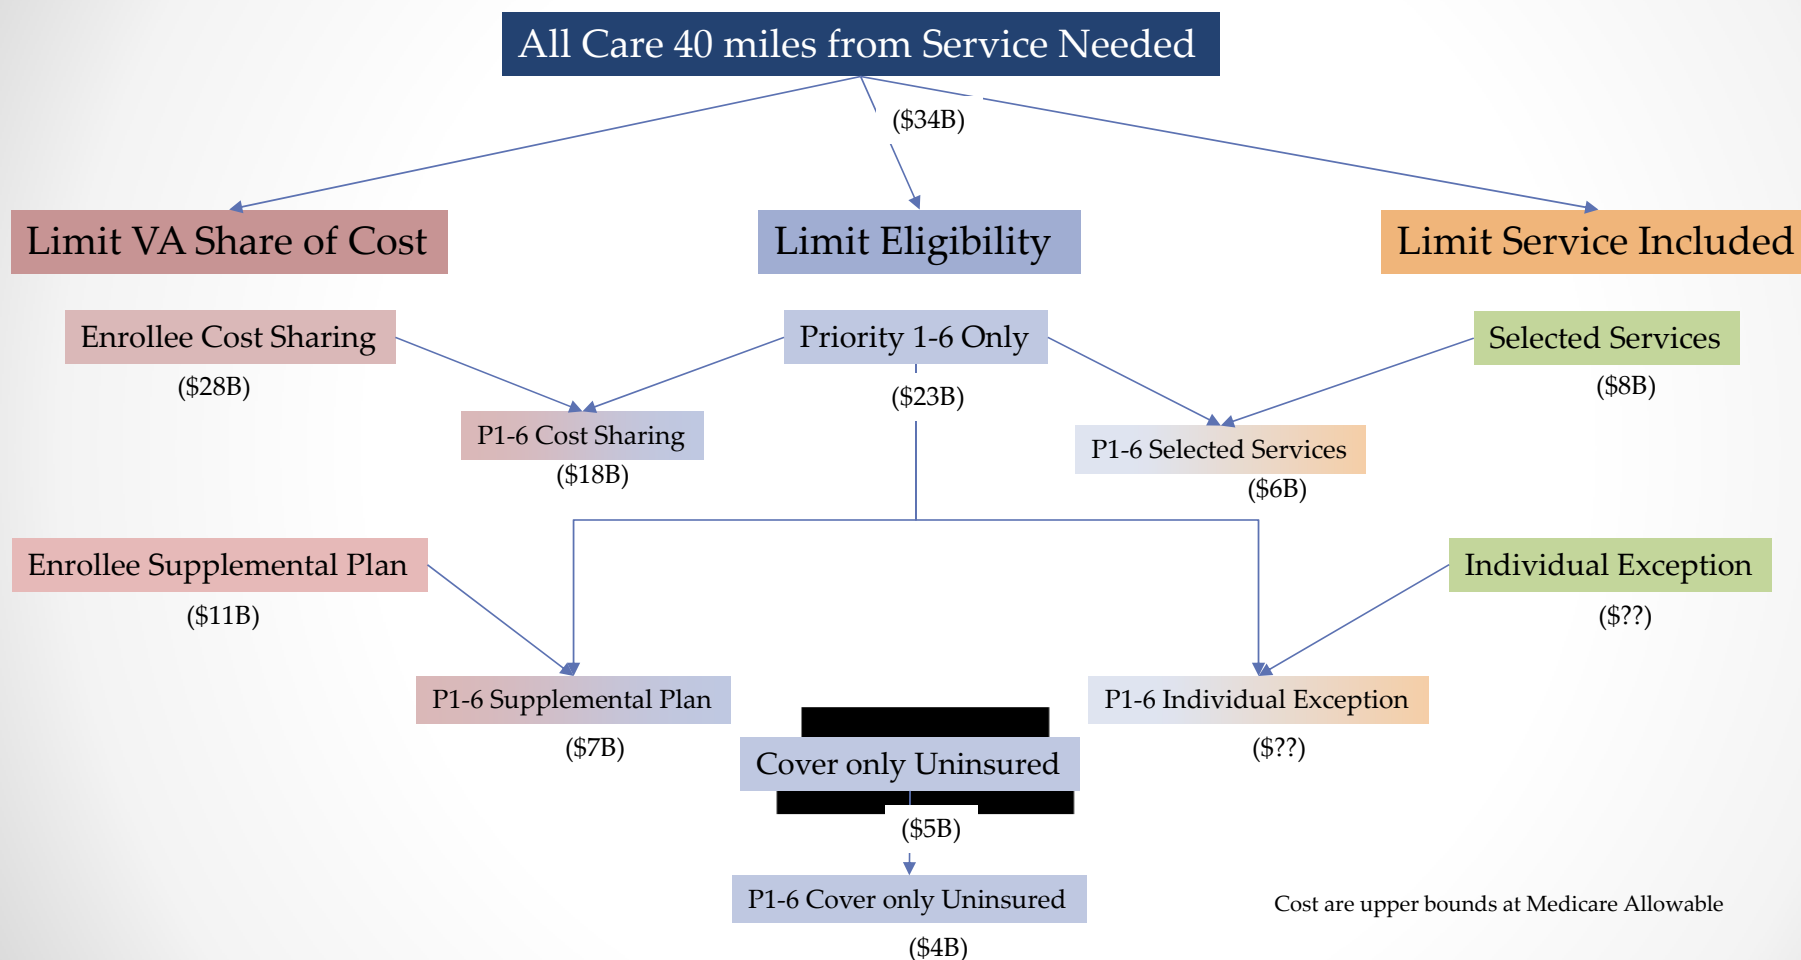 All Care 40 miles from Service Needed
($34B)
Limit VA Share of Cost
Limit Eligibility
Limit Service Included
Enrollee Cost Sharing
Priority 1-6 Only
Selected Services
($28B)
($23B)
($8B)
P1-6 Cost Sharing
P1-6 Selected Services
($18B)
($6B)
Enrollee Supplemental Plan
Individual Exception
($11B)
($??)
P1-6 Supplemental Plan
P1-6 Individual Exception
($7B)
($??)
Cover only Uninsured
($5B)
P1-6 Cover only Uninsured
Cost are upper bounds at Medicare Allowable
($4B)